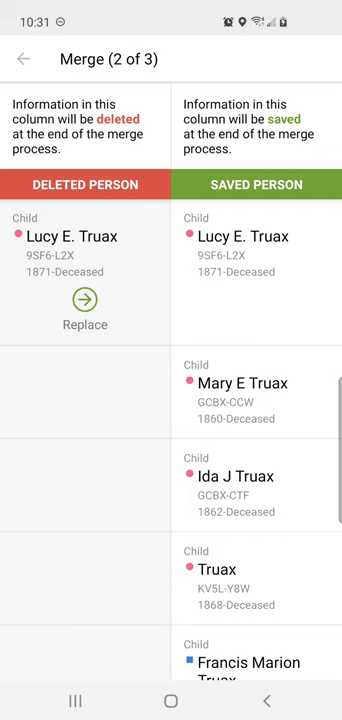 10:31
Merge (2 of 3)
Information in this
column will be deleted
at the end of the merge
process.
Information in this
column will be saved
at the end of the merge
process.
DELETED PERSON
SAVED PERSON
Child
Lucy E. Truax
9SF6-L2X
1871-Deceased
Replace
Child
Lucy E. Truax
9SF6-L2X
1871-Deceased
Child
Mary E Truax
GCBX-CCW
1860-Deceased
Child
Ida J Truax
GCBX-CTF
1862-Deceased
Child
Truax
KV5L-Y8W
1868-Deceased
Child
Francis Marion
Truax